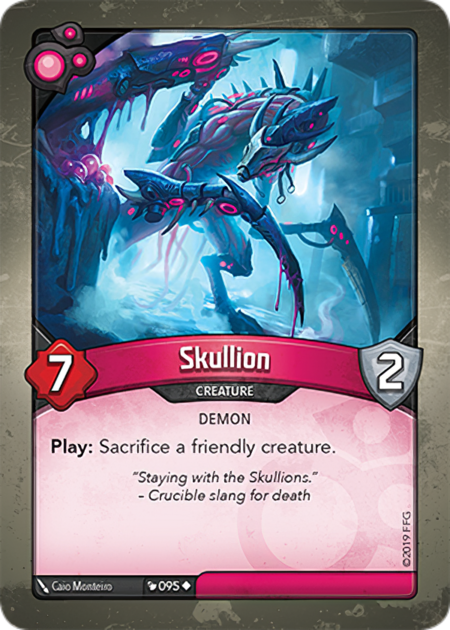 7
Skullion
2
CREATURE
DEMON
Play: Sacrifice a friendly creature.
“Staying with the Skullions.”
– Crucible slang for death
©2019 FFG
Caio Monteiro
095